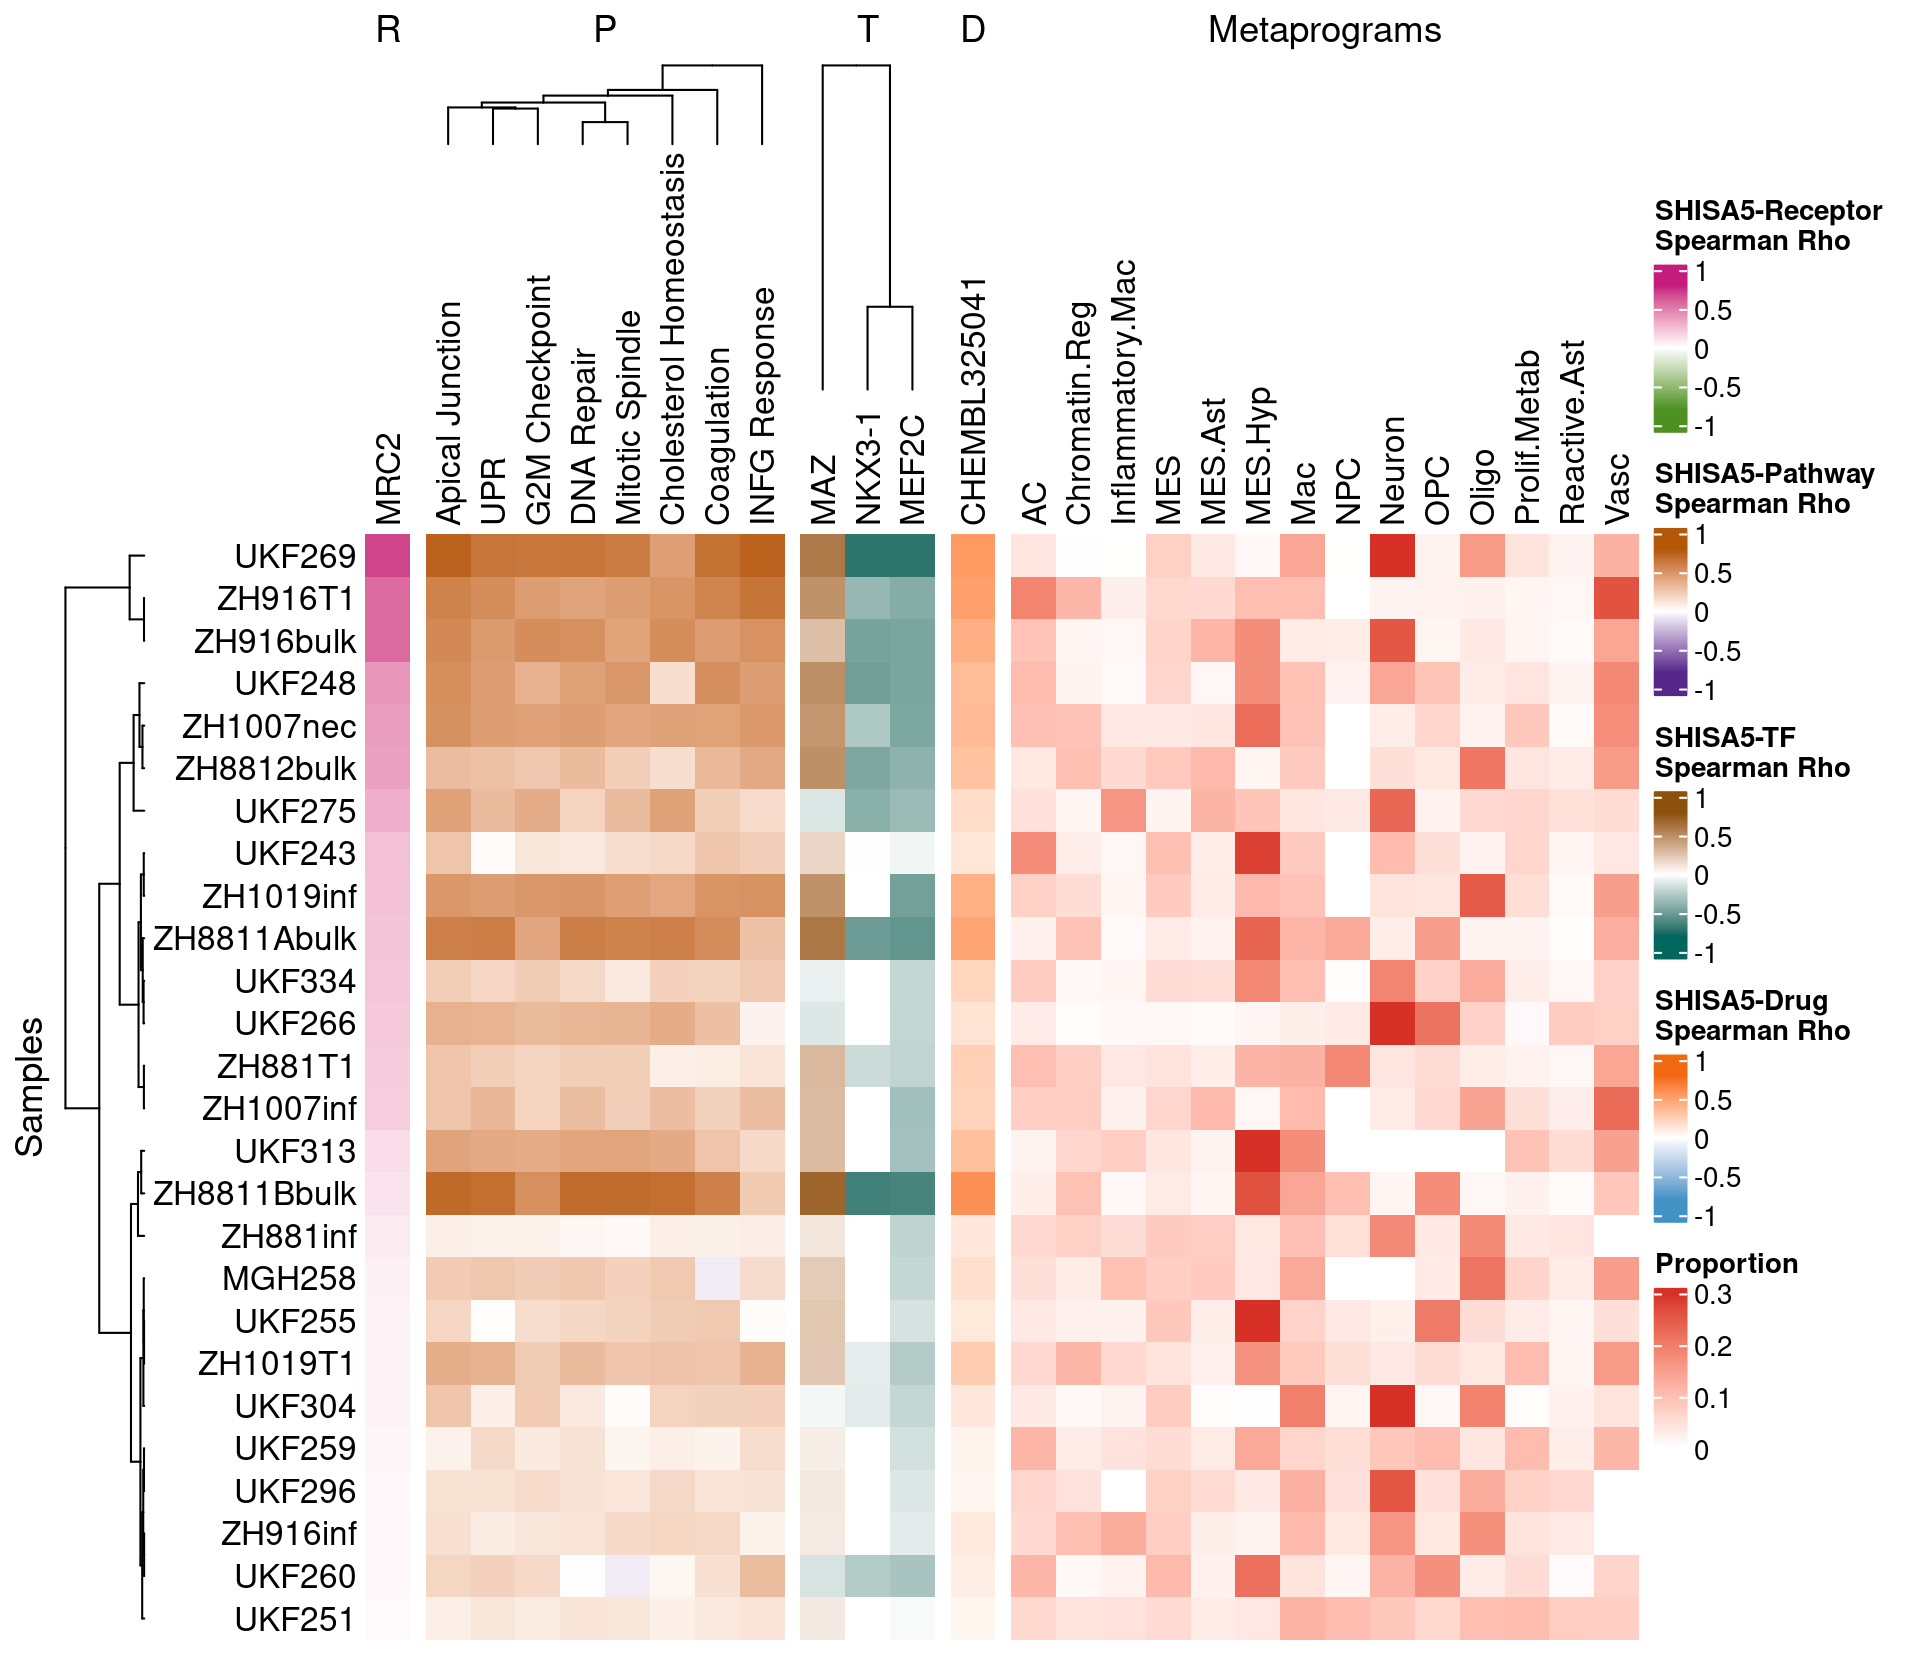 R P T D Metaprograms
MRC2
Apical Junction
UPR
G2M Checkpoint
DNA Repair
Mitotic Spindle
Cholesterol Homeostasis
Coagulation
INFG Response
MAZ
NKX3-1
MEF2C
CHEMBL325041
AC
Chromatin.Reg
Inflammatory.Mac
MES
MES.Ast
MES.Hyp
Mac
NPC
Neuron
OPC
Oligo
Prolif.Metab
Reactive.Ast
Vasc
Samples
UKF269
ZH916T1
ZH916bulk
UKF248
ZH1007nec
ZH8812bulk
UKF275
UKF243
ZH1019inf
ZH8811Abulk
UKF334
UKF266
ZH881T1
ZH1007inf
UKF313
ZH8811Bbulk
ZH881inf
MGH258
UKF255
ZH1019T1
UKF304
UKF259
UKF296
ZH916inf
UKF260
UKF251
SHISA5-Receptor
Spearman Rho
1
0.5
0
-0.5
-1
SHISA5-Pathway
Spearman Rho
1
0.5
0
-0.5
-1
SHISA5-TF
Spearman Rho
1
0.5
0
-0.5
-1
SHISA5-Drug
Spearman Rho
1
0.5
0
-0.5
-1
Proportion
0.3
0.2
0.1
0